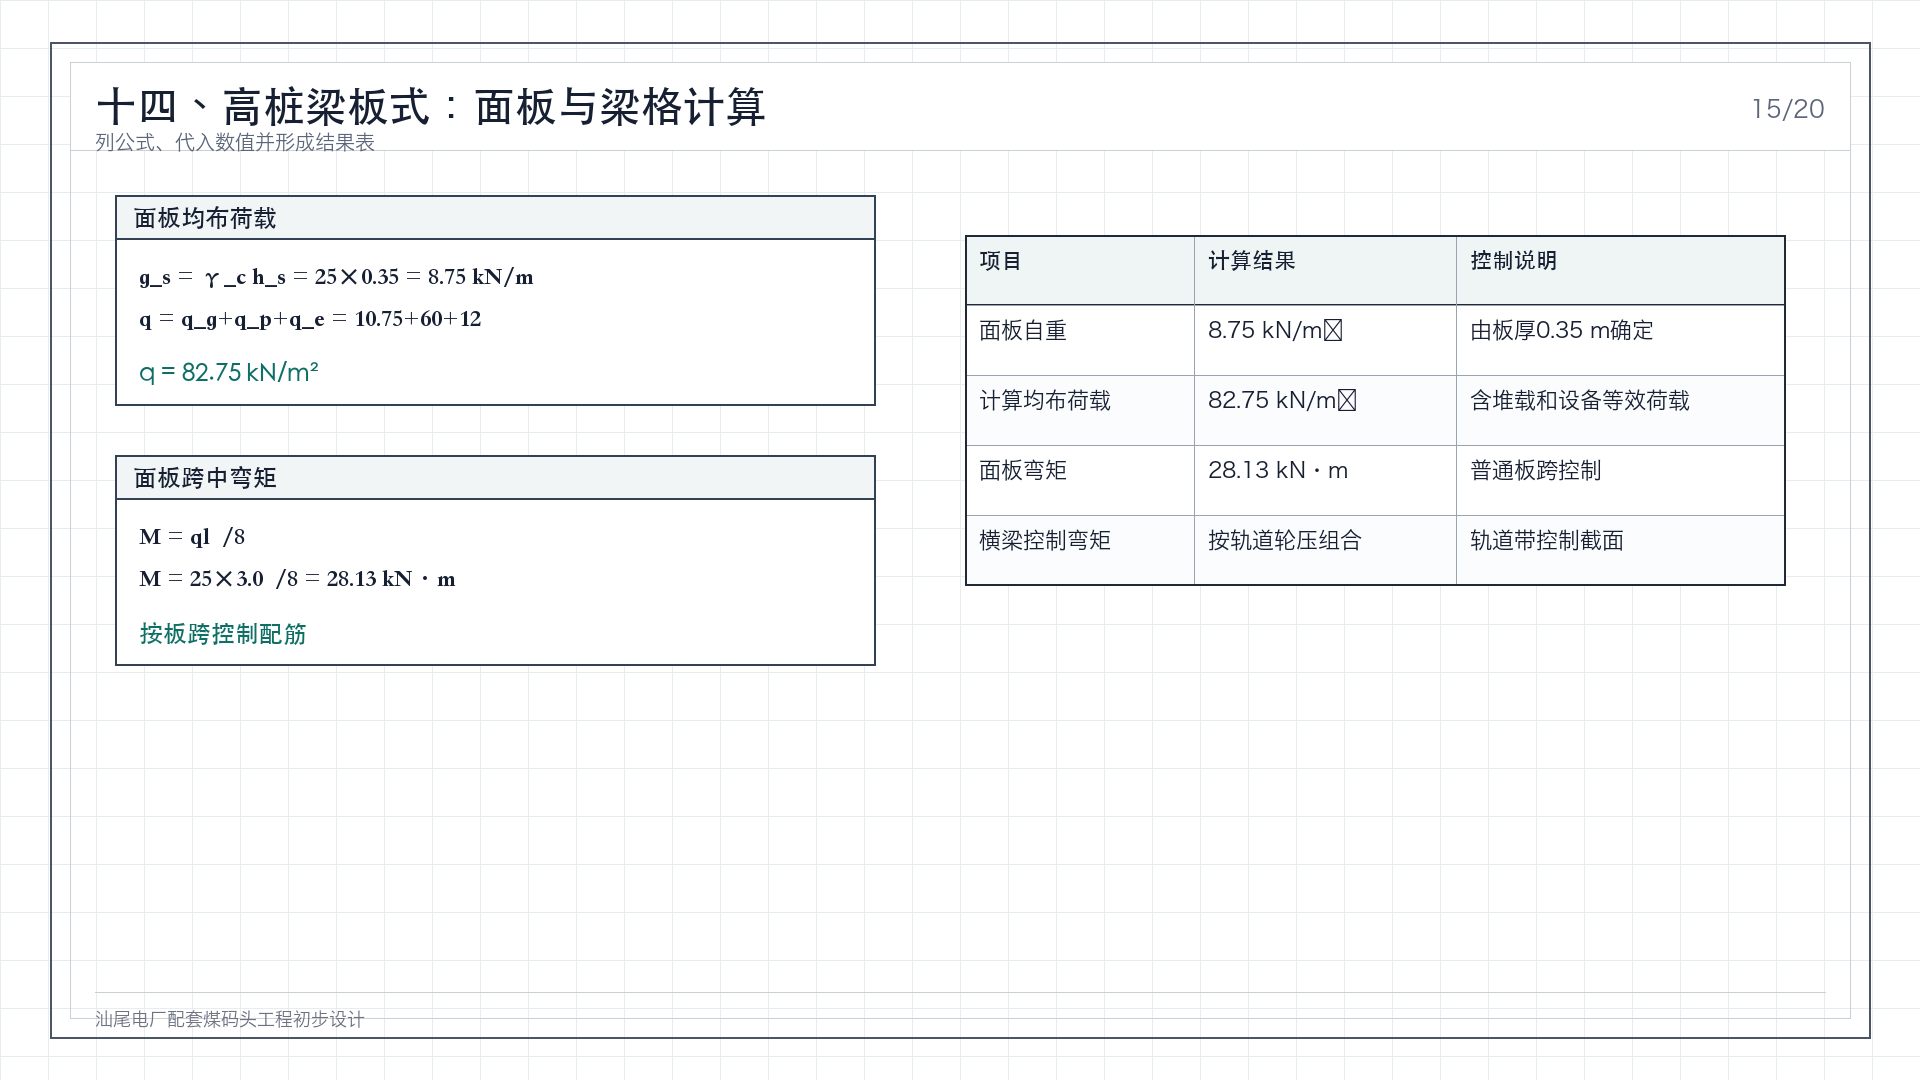 十四、高桩梁板式：面板与梁格计算
15/20
列公式、代入数值并形成结果表
面板均布荷载
g_s = γ_c h_s = 25×0.35 = 8.75 kN/m
q = q_g+q_p+q_e = 10.75+60+12
q = 82.75 kN/m²
面板跨中弯矩
M = ql /8
M = 25×3.0 /8 = 28.13 kN・m
按板跨控制配筋
项目 计算结果 控制说明
面板自重 8.75 kN/m 由板厚0.35 m确定
计算均布荷载 82.75 kN/m 含堆载和设备等效荷载
面板弯矩 28.13 kN・m 普通板跨控制
横梁控制弯矩 按轨道轮压组合 轨道带控制截面
汕尾电厂配套煤码头工程初步设计